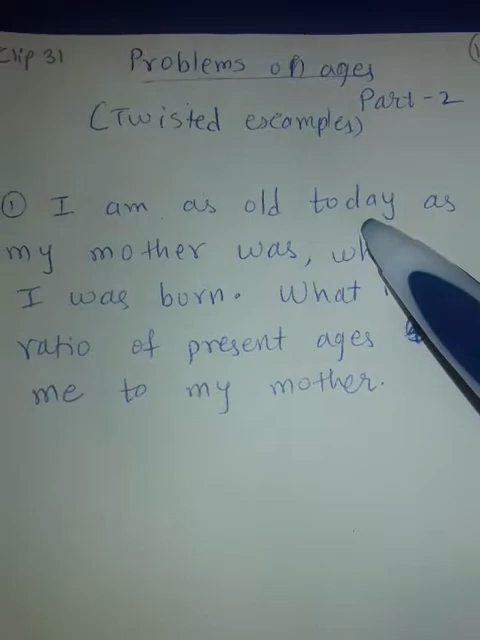 Clip 31
Problems on ages
Part-2
(Twisted escamples)
① I am as old today as
my mother was,
I was born. What
ratio of present ages
me to my mother.